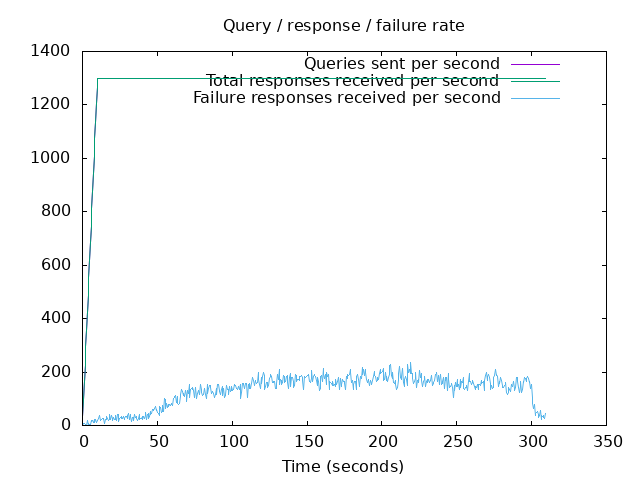 Query / response / failure rate
1400
Queries sent per second
Total responses received per second
Failure responses received per second
1200
1000
800
600
400
200
0
0 50 100 150 200 250 300 350
Time (seconds)